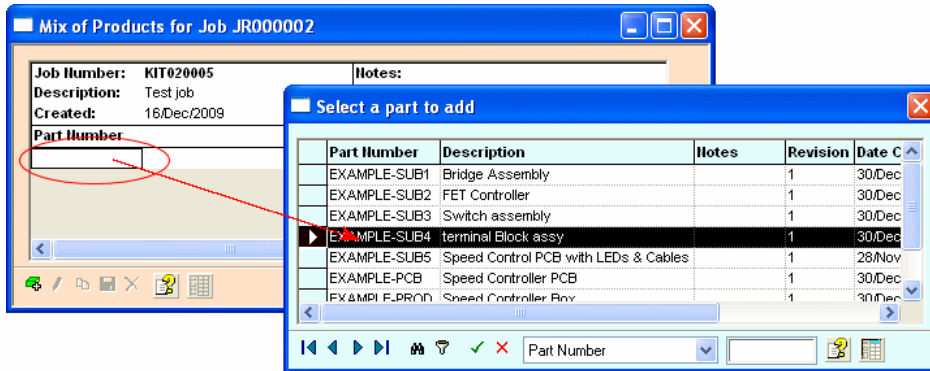 Mix of Products for Job JR000002
Job Number: KIT020005 Notes:
Description: Test job
Created: 16/Dec/2009
Part Number
Select a part to add
Part Number Description Notes Revision Date C
EXAMPLE-SUB1 Bridge Assembly 1 30/Dec
EXAMPLE-SUB2 FET Controller 1 30/Dec
EXAMPLE-SUB3 Switch assembly 1 30/Dec
EXAMPLE-SUB4 terminal Block assy 1 30/Dec
EXAMPLE-SUB5 Speed Control PCB with LEDs & Cables 1 28/Nov
EXAMPLE-PCB Speed Controller PCB 1 30/Dec
EXAMPLE-PROD Speed Controller Box 1 30/Dec
Part Number